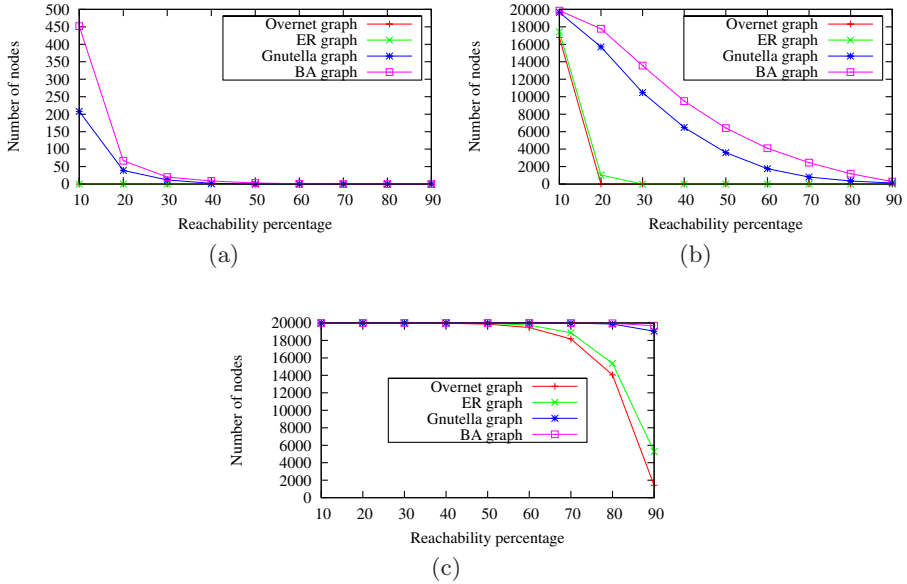 500
450
400
350
300
250
200
150
100
50
0
Number of nodes
Overnet graph
ER graph
Gnutella graph
BA graph
10 20 30 40 50 60 70 80 90
Reachability percentage
(a)
20000
18000
16000
14000
12000
10000
8000
6000
4000
2000
0
Number of nodes
Overnet graph
ER graph
Gnutella graph
BA graph
10 20 30 40 50 60 70 80 90
Reachability percentage
(b)
20000
18000
16000
14000
12000
10000
8000
6000
4000
2000
0
Number of nodes
Overnet graph
ER graph
Gnutella graph
BA graph
10 20 30 40 50 60 70 80 90
Reachability percentage
(c)